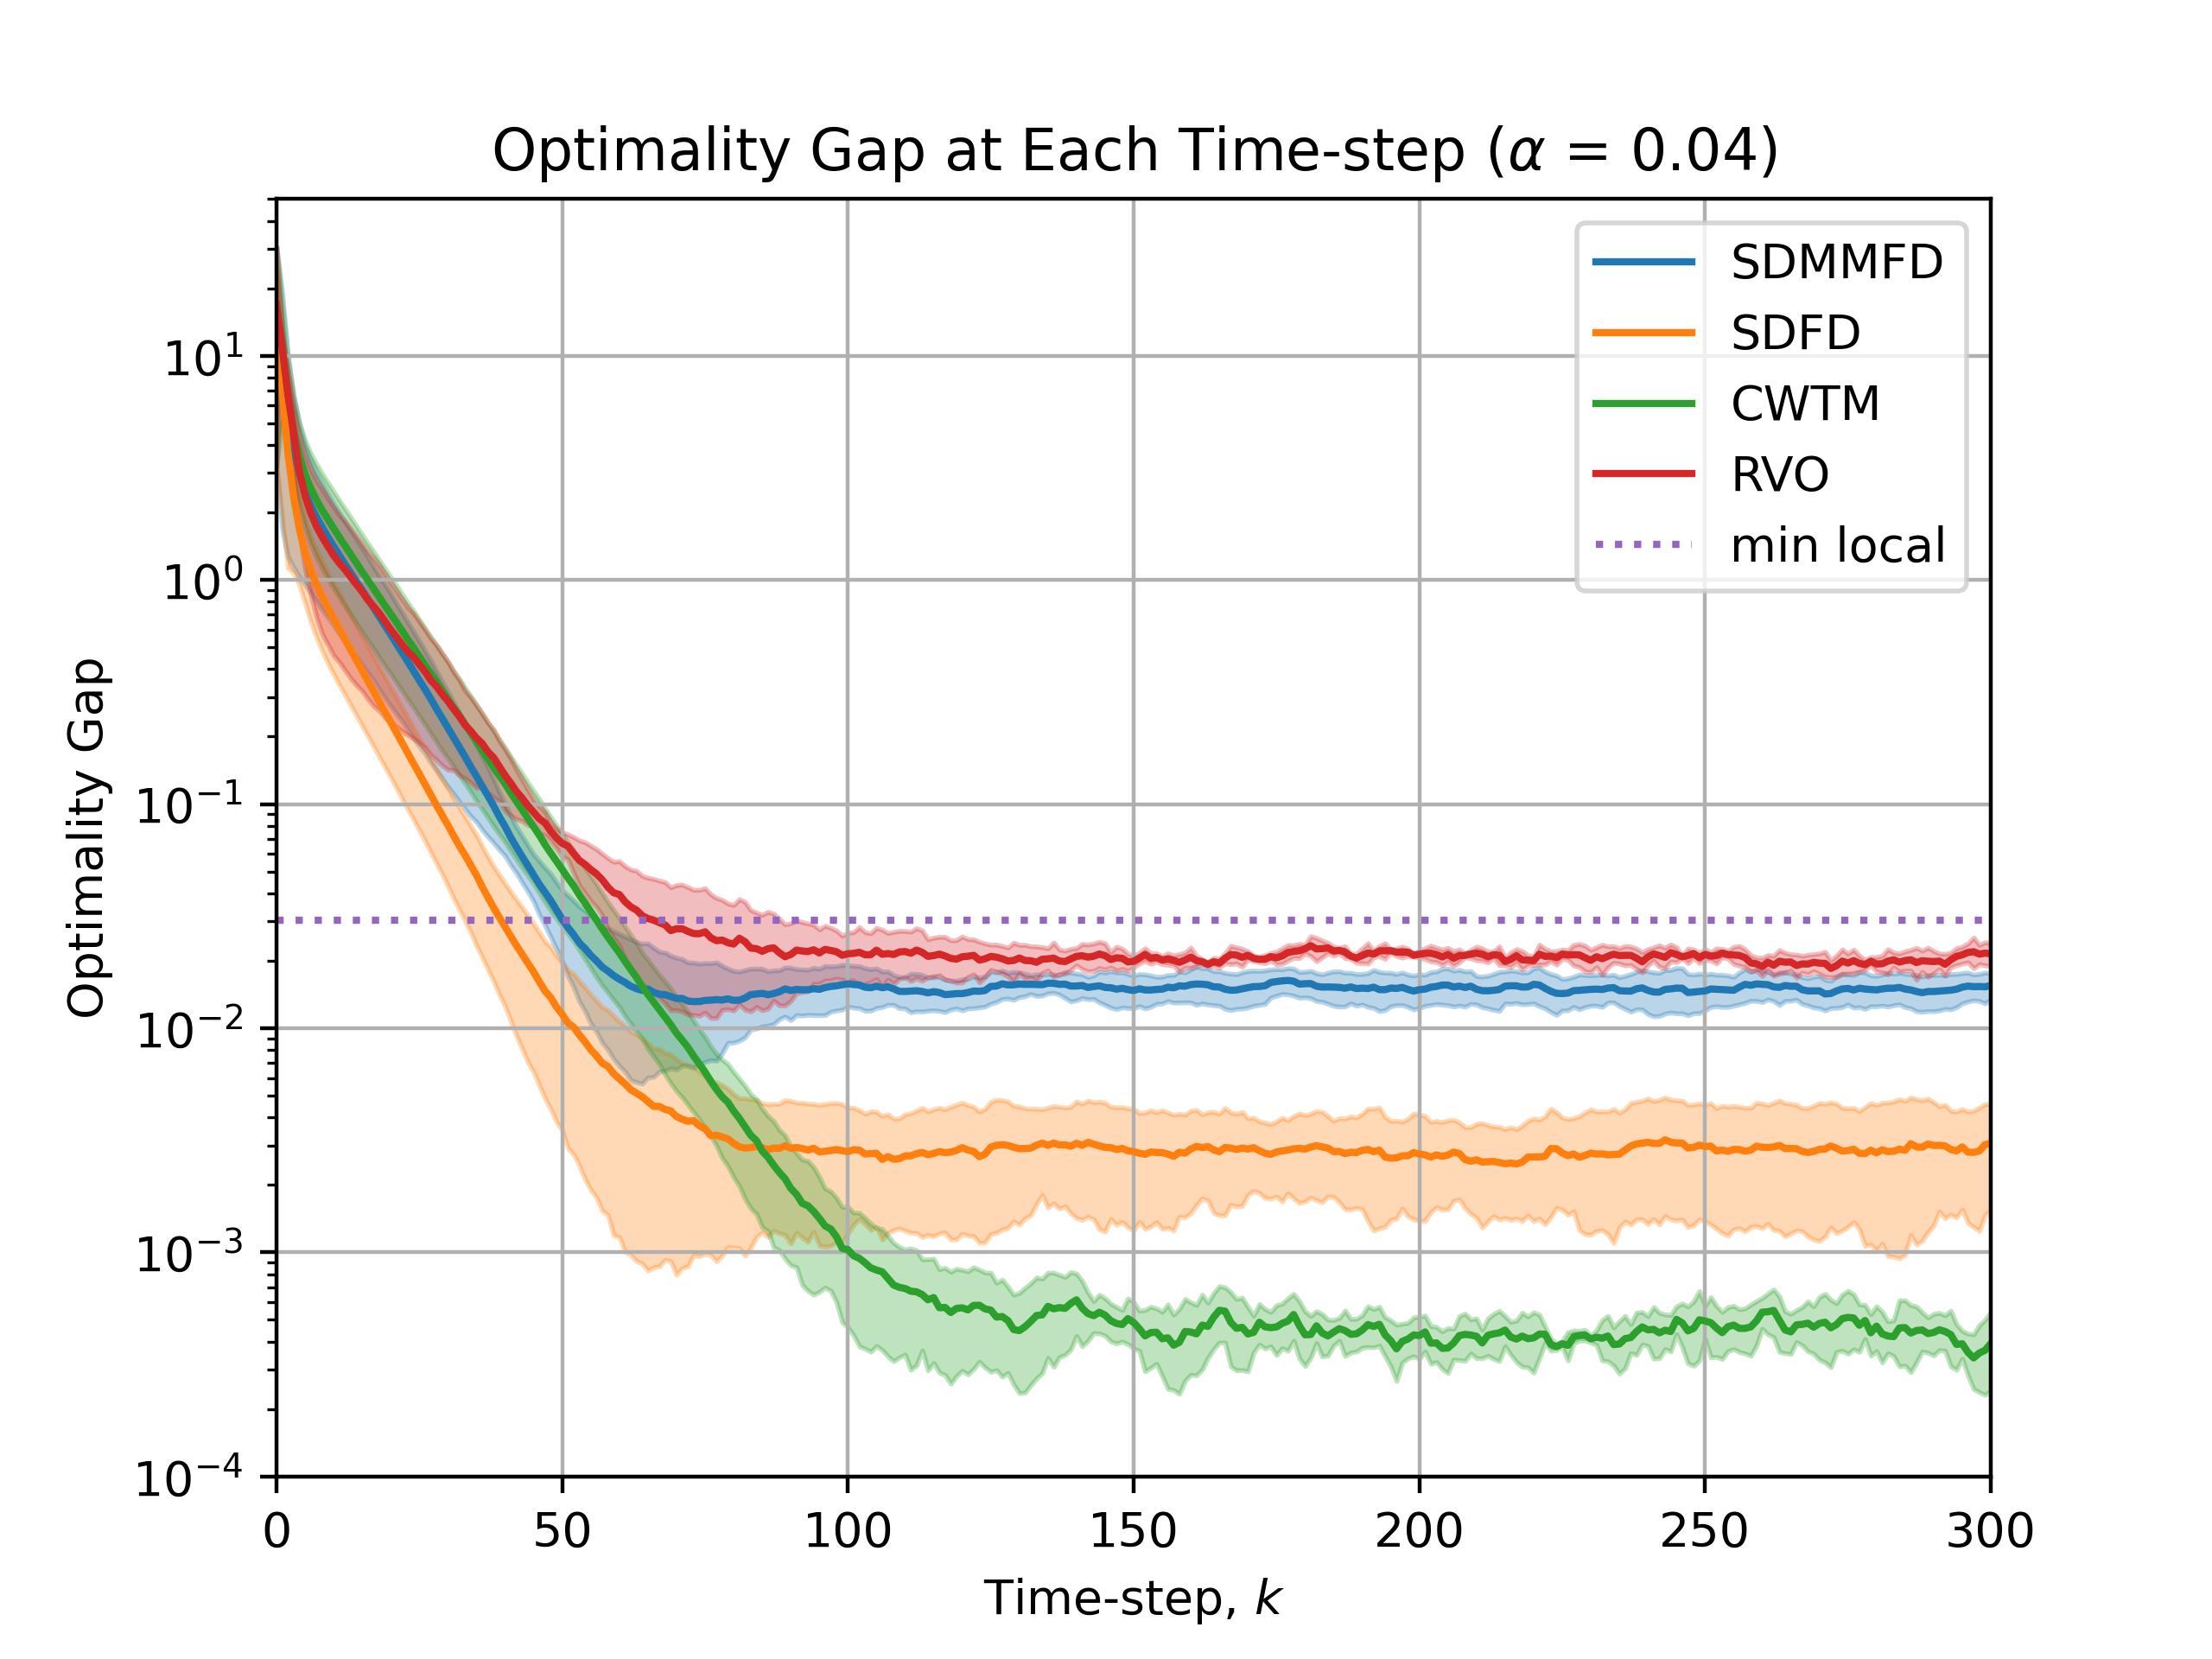 Optimality Gap at Each Time-step (α = 0.04)
SDMMFD
SDFD
CWTM
RVO
min local
Optimality Gap
10¹
10⁰
10⁻¹
10⁻²
10⁻³
10⁻⁴
0 50 100 150 200 250 300
Time-step, k